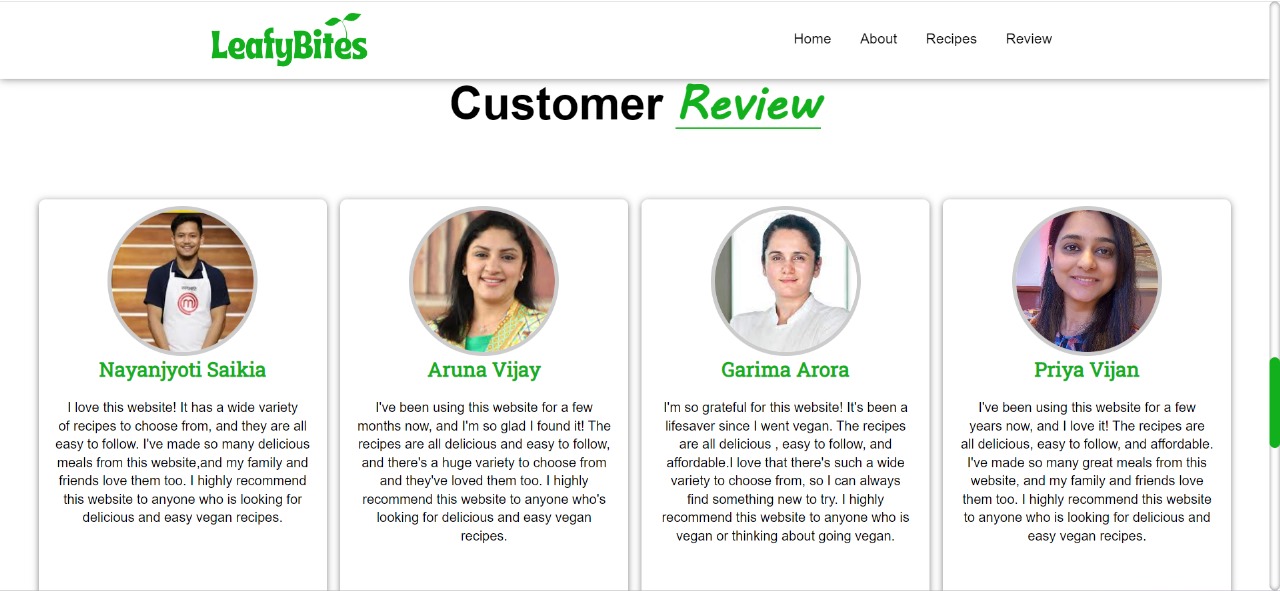 LeafyBites
Home About Recipes Review
Customer Review
Nayanjyoti Saikia
I love this website! It has a wide variety
of recipes to choose from, and they are all
easy to follow. I've made so many delicious
meals from this website,and my family and
friends love them too. I highly recommend
this website to anyone who is looking for
delicious and easy vegan recipes.
Aruna Vijay
I've been using this website for a few
months now, and I'm so glad I found it! The
recipes are all delicious and easy to follow,
and there's a huge variety to choose from
and they've loved them too. I highly
recommend this website to anyone who's
looking for delicious and easy vegan
recipes.
Garima Arora
I'm so grateful for this website! It's been a
lifesaver since I went vegan. The recipes
are all delicious , easy to follow, and
affordable.I love that there's such a wide
variety to choose from, so I can always
find something new to try. I highly
recommend this website to anyone who is
vegan or thinking about going vegan.
Priya Vijan
I've been using this website for a few
years now, and I love it! The recipes are
all delicious, easy to follow, and affordable.
I've made so many great meals from this
website, and my family and friends love
them too. I highly recommend this website
to anyone who is looking for delicious and
easy vegan recipes.